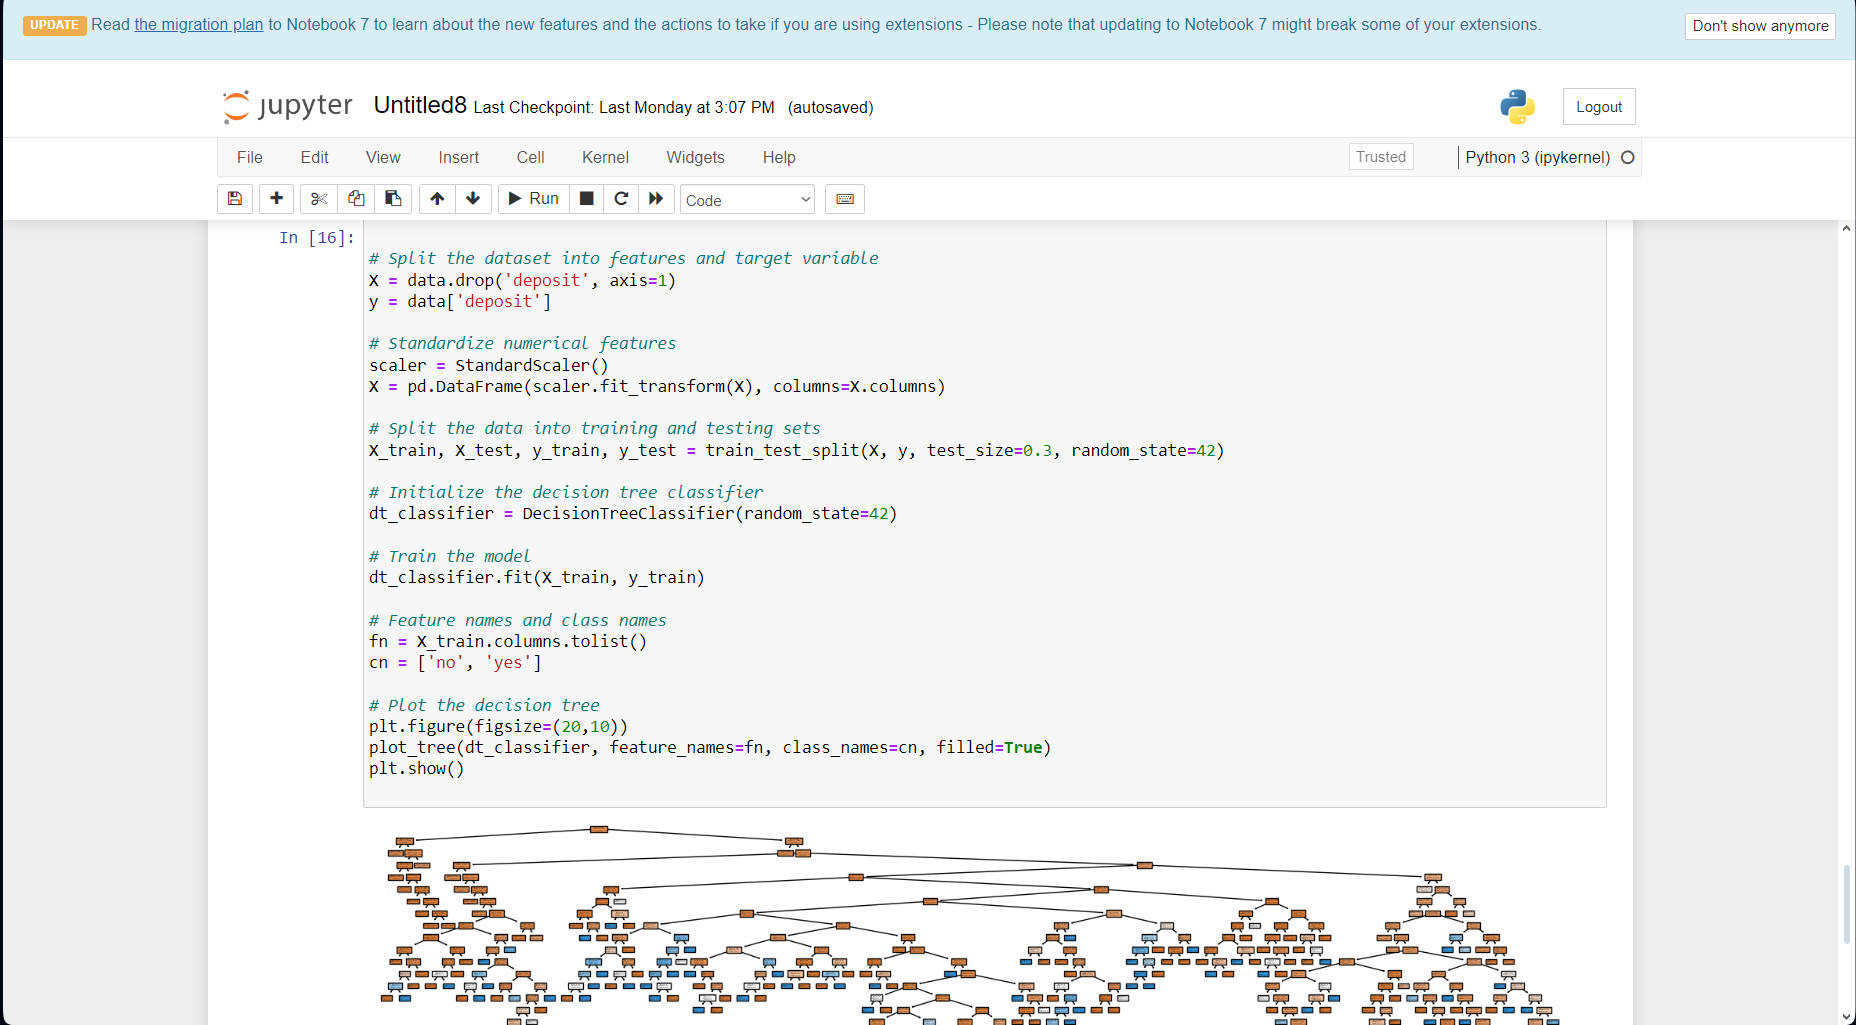 UPDATE Read the migration plan to Notebook 7 to learn about the new features and the actions to take if you are using extensions - Please note that updating to Notebook 7 might break some of your extensions. Don't show anymore
jupyter Untitled8 Last Checkpoint: Last Monday at 3:07 PM (autosaved) Logout
File Edit View Insert Cell Kernel Widgets Help Trusted Python 3 (ipykernel)
Run Code
In [16]:
# Split the dataset into features and target variable
X = data.drop('deposit', axis=1)
y = data['deposit']
# Standardize numerical features
scaler = StandardScaler()
X = pd.DataFrame(scaler.fit_transform(X), columns=X.columns)
# Split the data into training and testing sets
X_train, X_test, y_train, y_test = train_test_split(X, y, test_size=0.3, random_state=42)
# Initialize the decision tree classifier
dt_classifier = DecisionTreeClassifier(random_state=42)
# Train the model
dt_classifier.fit(X_train, y_train)
# Feature names and class names
fn = X_train.columns.tolist()
cn = ['no', 'yes']
# Plot the decision tree
plt.figure(figsize=(20,10))
plot_tree(dt_classifier, feature_names=fn, class_names=cn, filled=True)
plt.show()